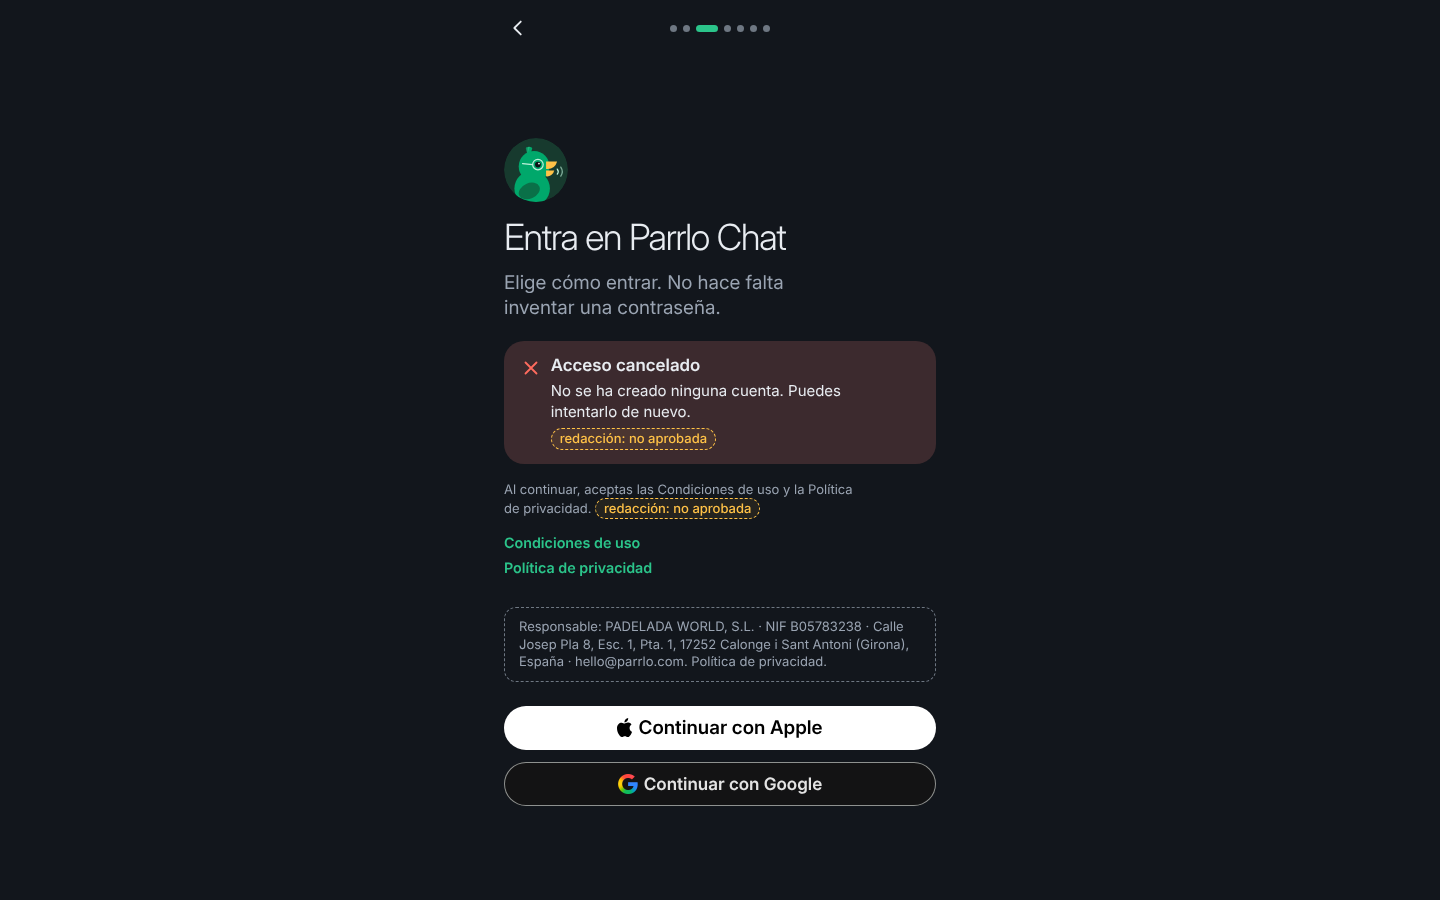 Entra en Parrlo Chat
Elige cómo entrar. No hace falta
inventar una contraseña.
Acceso cancelado
No se ha creado ninguna cuenta. Puedes
intentarlo de nuevo.
redacción: no aprobada
Al continuar, aceptas las Condiciones de uso y la Política
de privacidad. redacción: no aprobada
Condiciones de uso
Política de privacidad
Responsable: PADELADA WORLD, S.L. · NIF B05783238 · Calle
Josep Pla 8, Esc. 1, Pta. 1, 17252 Calonge i Sant Antoni (Girona),
España · hello@parrlo.com. Política de privacidad.
Continuar con Apple
Continuar con Google